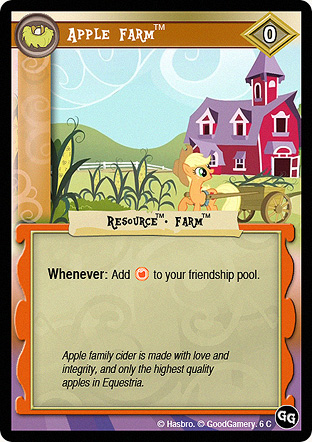 Apple Farm™
0
Resource™ • Farm™
Whenever: Add to your friendship pool.
Apple family cider is made with love and
integrity, and only the highest quality
apples in Equestria.
© Hasbro. © GoodGamery. 6 C
GG